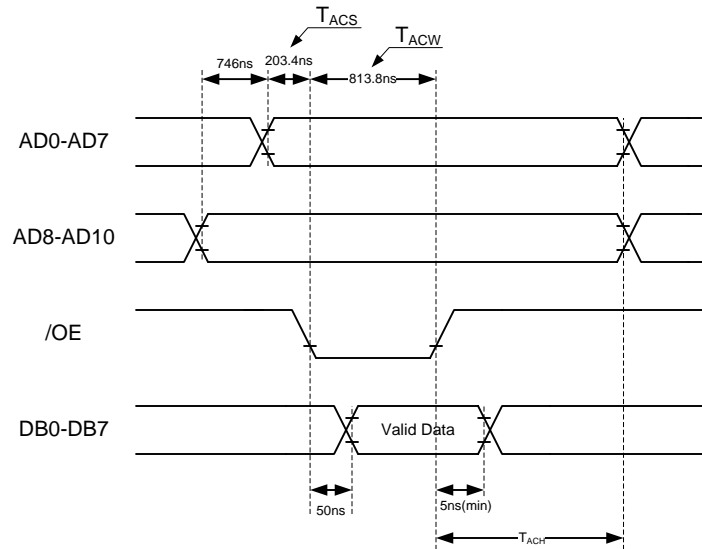 TACS
TACW
746ns
203.4ns
813.8ns
AD0-AD7
AD8-AD10
/OE
DB0-DB7
Valid Data
50ns
5ns(min)
TACH